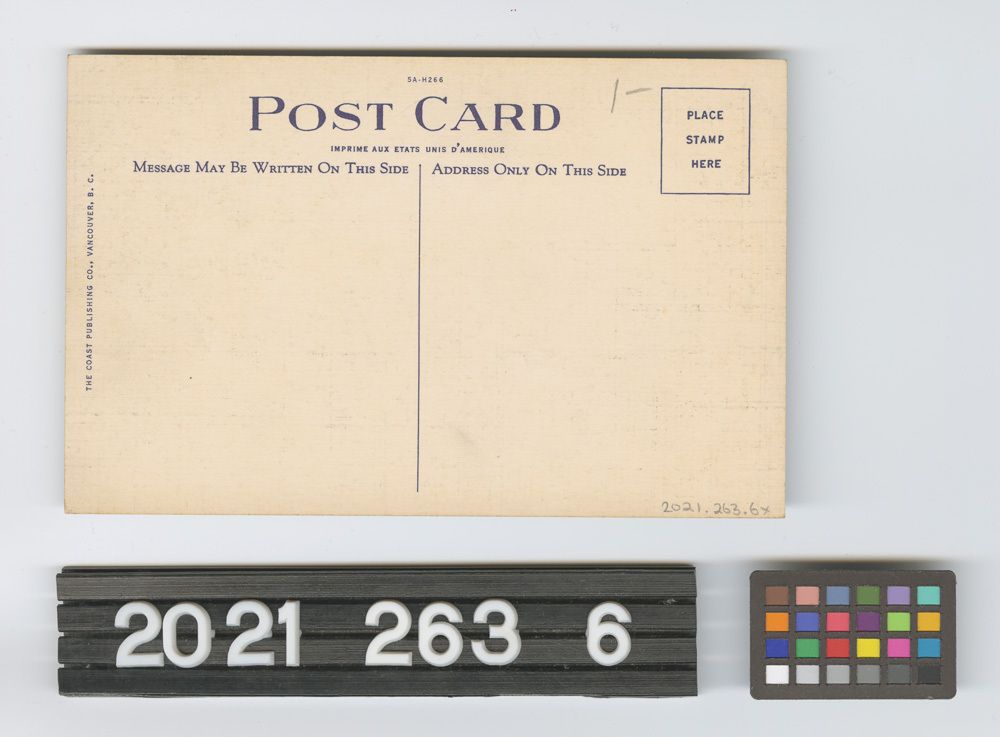 5A-H266
POST CARD
IMPRIME AUX ETATS UNIS D'AMERIQUE
MESSAGE MAY BE WRITTEN ON THIS SIDE
ADDRESS ONLY ON THIS SIDE
PLACE
STAMP
HERE
1-
THE COAST PUBLISHING CO., VANCOUVER, B. C.
2021.263.6x
2021 263 6